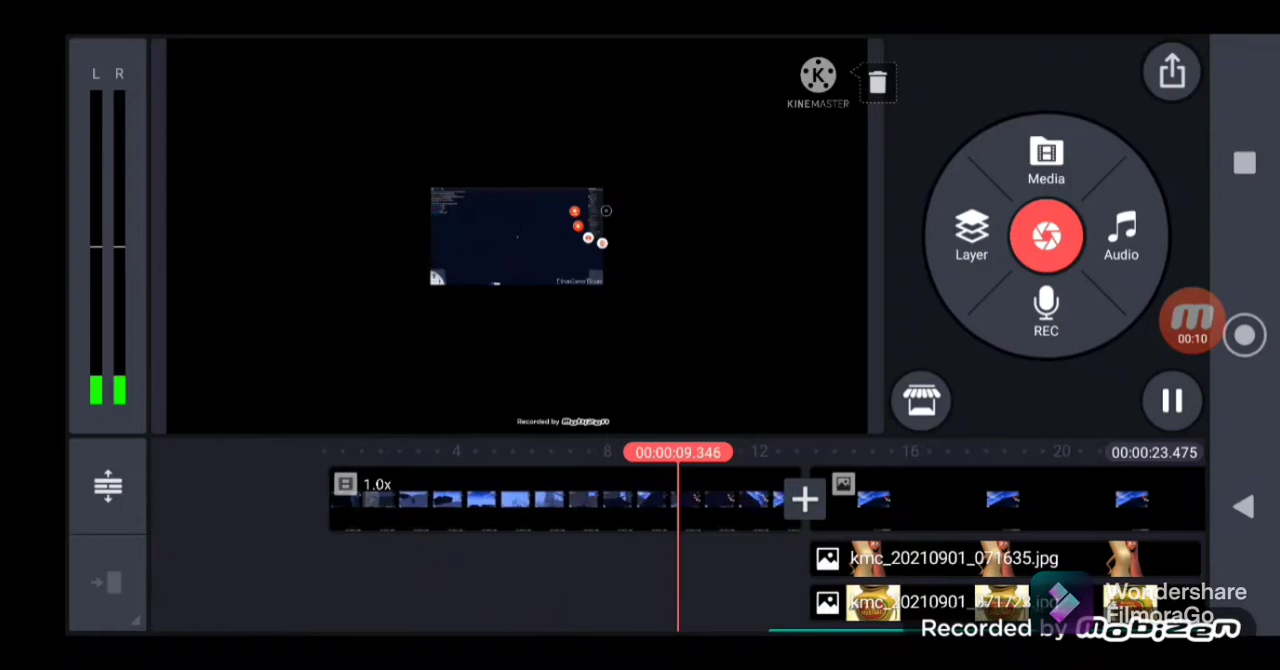 L R
KINEMASTER
Media
Layer
Audio
REC
00:10
Recorded by mobizen
4 8 00:00:09.346 12 16 20 00:00:23.475
1.0x
kmc_20210901_071635.jpg
kmc_20210901_071723.jpg
Wondershare
FilmoraGo
Recorded by mobizen